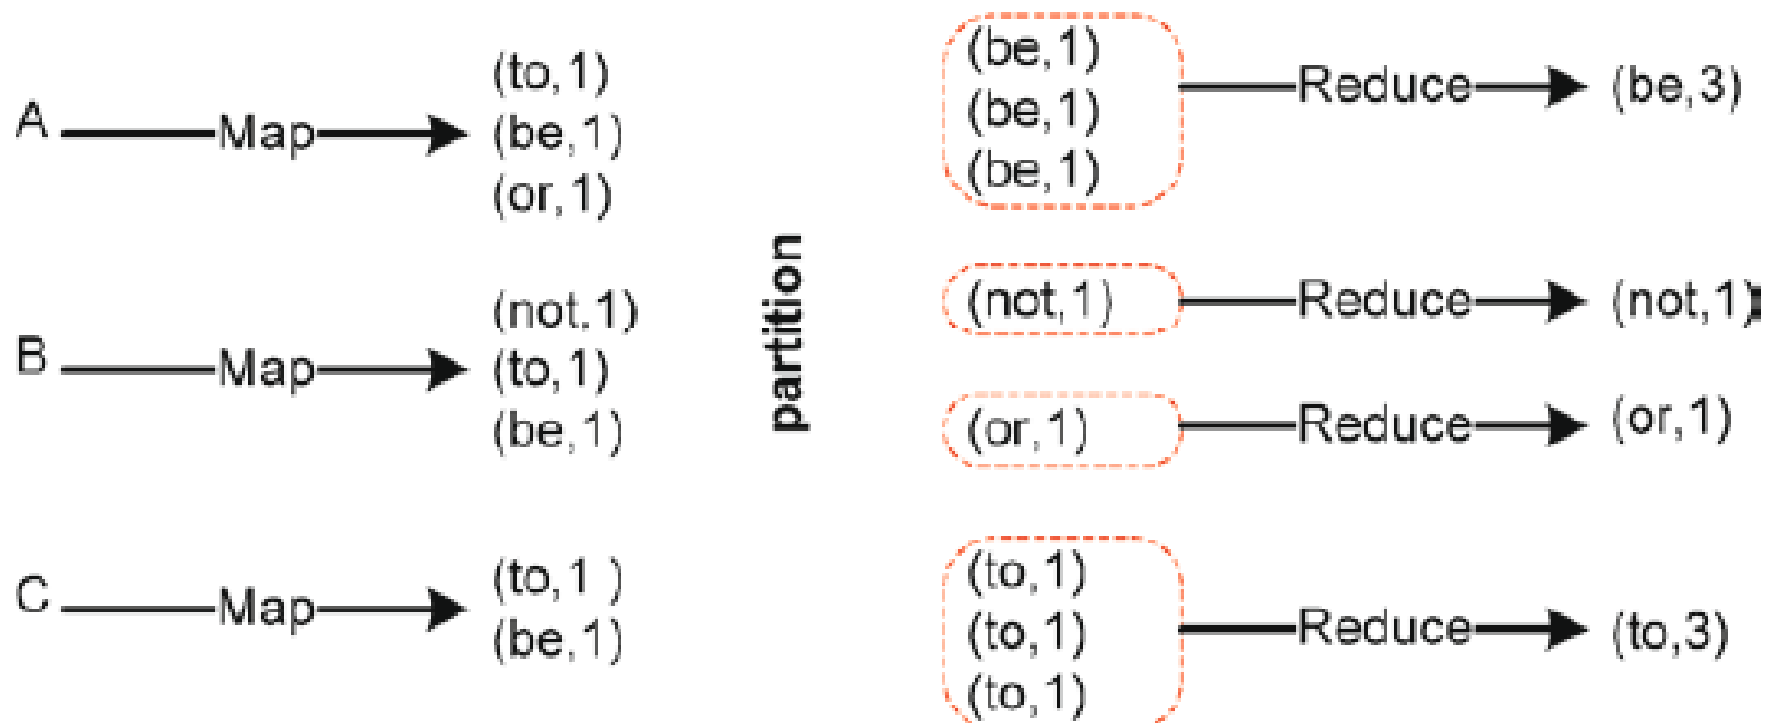 A Map (to,1)
(be,1)
(or,1)
B Map (not,1)
(to,1)
(be,1)
C Map (to,1 )
(be,1)
partition
(be,1)
(be,1)
(be,1)
Reduce (be,3)
(not,1) Reduce (not,1)
(or,1) Reduce (or,1)
(to,1)
(to,1)
(to,1)
Reduce (to,3)